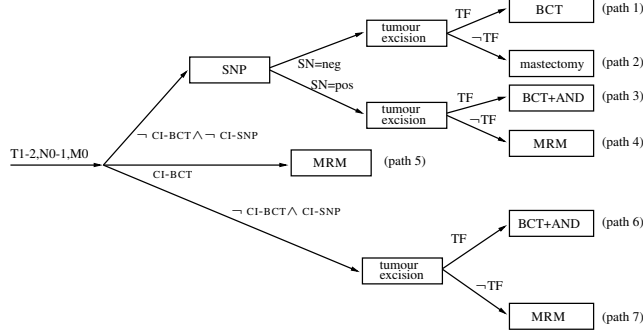 TF
BCT
(path 1)
tumour
excision
¬TF
SN=neg
mastectomy
(path 2)
SNP
SN=pos
TF
BCT+AND
(path 3)
tumour
excision
¬TF
MRM
(path 4)
¬ CI-BCT∧¬ CI-SNP
T1-2,N0-1,M0
MRM
(path 5)
CI-BCT
¬ CI-BCT∧ CI-SNP
BCT+AND
(path 6)
TF
tumour
excision
¬TF
MRM
(path 7)